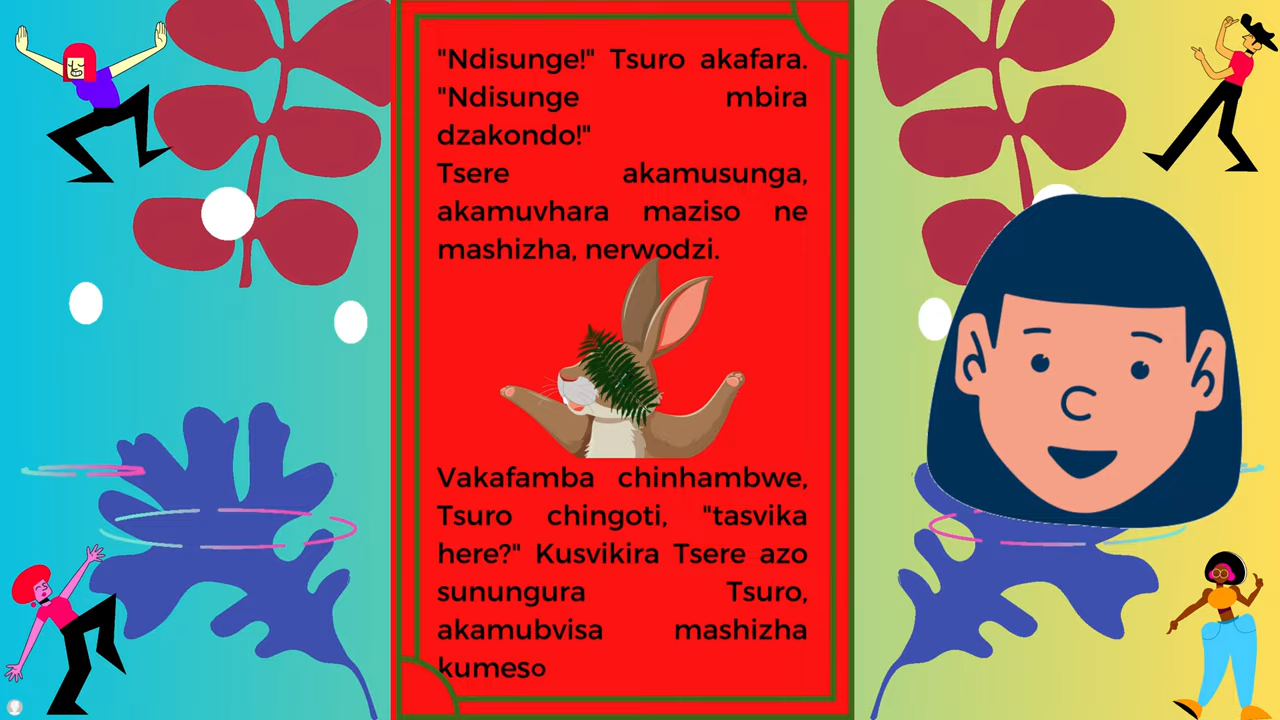 "Ndisunge!" Tsuro akafara.
"Ndisunge mbira
dzakondo!"
Tsere akamusunga,
akamuvhara maziso ne
mashizha, nerwodzi.
Vakafamba chinhambwe,
Tsuro chingoti, "tasvika
here?" Kusvikira Tsere azo
sunungura Tsuro,
akamubvisa mashizha
kumeso